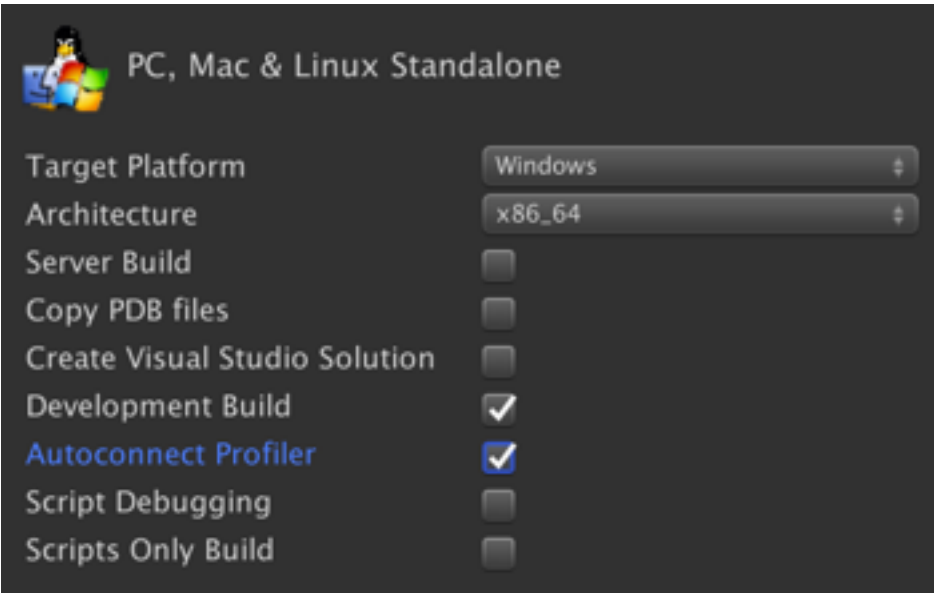 PC, Mac & Linux Standalone
Target Platform Windows
Architecture x86_64
Server Build
Copy PDB files
Create Visual Studio Solution
Development Build
Autoconnect Profiler
Script Debugging
Scripts Only Build